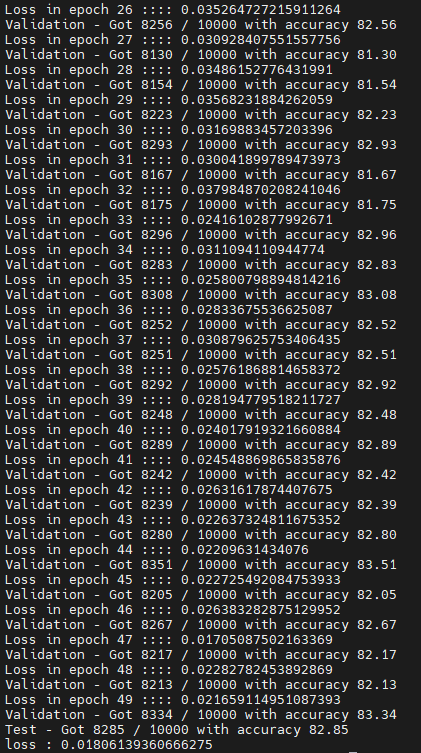 Loss in epoch 26 :::: 0.035264727215911264
Validation - Got 8256 / 10000 with accuracy 82.56
Loss in epoch 27 :::: 0.030928407551557756
Validation - Got 8130 / 10000 with accuracy 81.30
Loss in epoch 28 :::: 0.03486152776431991
Validation - Got 8154 / 10000 with accuracy 81.54
Loss in epoch 29 :::: 0.03568231884262059
Validation - Got 8223 / 10000 with accuracy 82.23
Loss in epoch 30 :::: 0.03169883457203396
Validation - Got 8293 / 10000 with accuracy 82.93
Loss in epoch 31 :::: 0.030041899789473973
Validation - Got 8167 / 10000 with accuracy 81.67
Loss in epoch 32 :::: 0.037984870208241046
Validation - Got 8175 / 10000 with accuracy 81.75
Loss in epoch 33 :::: 0.02416102877992671
Validation - Got 8296 / 10000 with accuracy 82.96
Loss in epoch 34 :::: 0.0311094110944774
Validation - Got 8283 / 10000 with accuracy 82.83
Loss in epoch 35 :::: 0.025800798894814216
Validation - Got 8308 / 10000 with accuracy 83.08
Loss in epoch 36 :::: 0.02833675536625087
Validation - Got 8252 / 10000 with accuracy 82.52
Loss in epoch 37 :::: 0.030879625753406435
Validation - Got 8251 / 10000 with accuracy 82.51
Loss in epoch 38 :::: 0.025761868814658372
Validation - Got 8292 / 10000 with accuracy 82.92
Loss in epoch 39 :::: 0.028194779518211727
Validation - Got 8248 / 10000 with accuracy 82.48
Loss in epoch 40 :::: 0.024017919321660884
Validation - Got 8289 / 10000 with accuracy 82.89
Loss in epoch 41 :::: 0.024548869865835876
Validation - Got 8242 / 10000 with accuracy 82.42
Loss in epoch 42 :::: 0.02631617874407675
Validation - Got 8239 / 10000 with accuracy 82.39
Loss in epoch 43 :::: 0.022637324811675352
Validation - Got 8280 / 10000 with accuracy 82.80
Loss in epoch 44 :::: 0.02209631434076
Validation - Got 8351 / 10000 with accuracy 83.51
Loss in epoch 45 :::: 0.022725492084753933
Validation - Got 8205 / 10000 with accuracy 82.05
Loss in epoch 46 :::: 0.026383282875129952
Validation - Got 8267 / 10000 with accuracy 82.67
Loss in epoch 47 :::: 0.01705087502163369
Validation - Got 8217 / 10000 with accuracy 82.17
Loss in epoch 48 :::: 0.02282782453892869
Validation - Got 8213 / 10000 with accuracy 82.13
Loss in epoch 49 :::: 0.021659114951087393
Validation - Got 8334 / 10000 with accuracy 83.34
Test - Got 8285 / 10000 with accuracy 82.85
loss : 0.01806139360666275